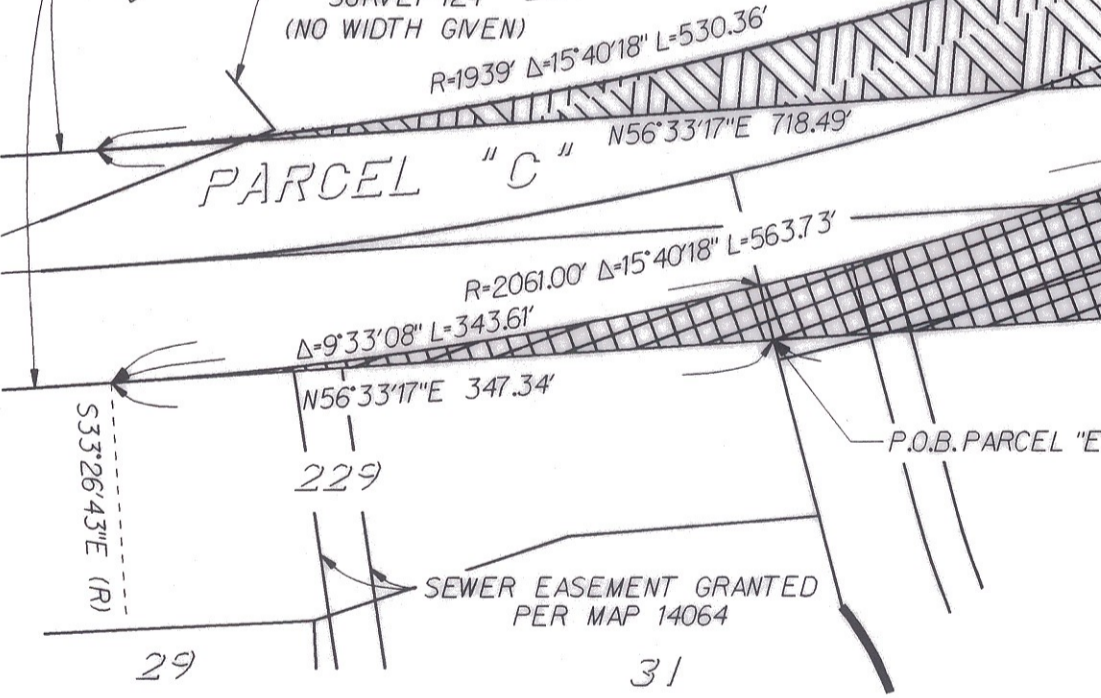 SURVEY 124
(NO WIDTH GIVEN)
R=1939' Δ=15°40'18" L=530.36'
N56°33'17"E 718.49'
PARCEL "C"
R=2061.00' Δ=15°40'18" L=563.73'
Δ=9°33'08" L=343.61'
N56°33'17"E 347.34'
S33°26'43"E (R)
P.O.B. PARCEL "E
229
SEWER EASEMENT GRANTED
PER MAP 14064
29
31